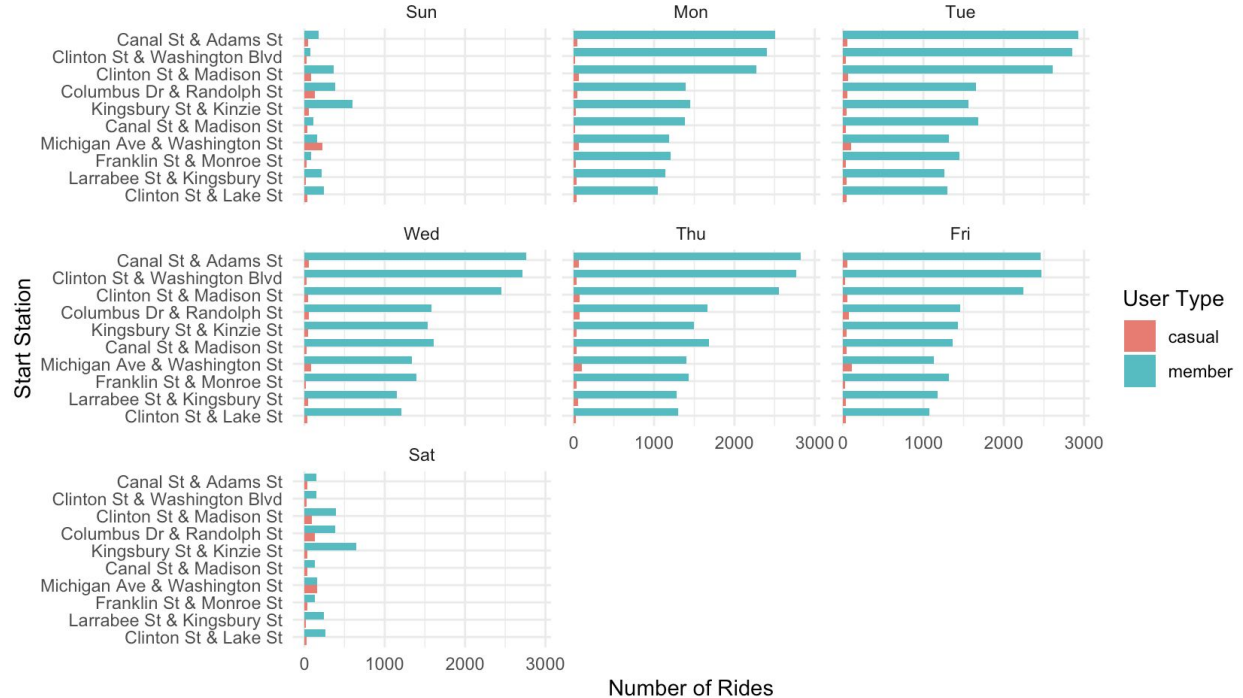 Sun Mon Tue
Canal St & Adams St
Clinton St & Washington Blvd
Clinton St & Madison St
Columbus Dr & Randolph St
Kingsbury St & Kinzie St
Canal St & Madison St
Michigan Ave & Washington St
Franklin St & Monroe St
Larrabee St & Kingsbury St
Clinton St & Lake St
Wed Thu Fri
Canal St & Adams St
Clinton St & Washington Blvd
Clinton St & Madison St
Columbus Dr & Randolph St
Kingsbury St & Kinzie St
Canal St & Madison St
Michigan Ave & Washington St
Franklin St & Monroe St
Larrabee St & Kingsbury St
Clinton St & Lake St
0 1000 2000 3000 0 1000 2000 3000
Sat
Canal St & Adams St
Clinton St & Washington Blvd
Clinton St & Madison St
Columbus Dr & Randolph St
Kingsbury St & Kinzie St
Canal St & Madison St
Michigan Ave & Washington St
Franklin St & Monroe St
Larrabee St & Kingsbury St
Clinton St & Lake St
0 1000 2000 3000
Number of Rides
Start Station
User Type
casual
member